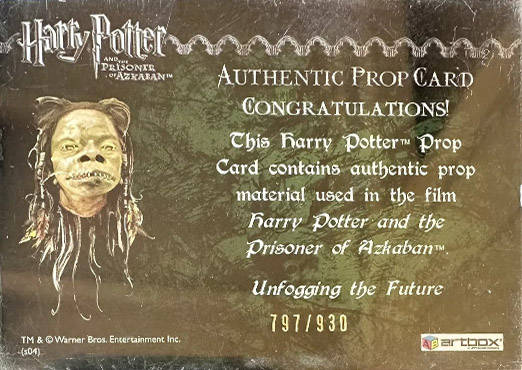 Harry Potter
AND THE
PRISONER
OF AZKABAN™
AUTHENTIC PROP CARD
CONGRATULATIONS!
This Harry Potter™ Prop
Card contains authentic prop
material used in the film
Harry Potter and the
Prisoner of Azkaban™
Unfogging the Future
797/930
TM & © Warner Bros. Entertainment Inc.
(s04)
artbox